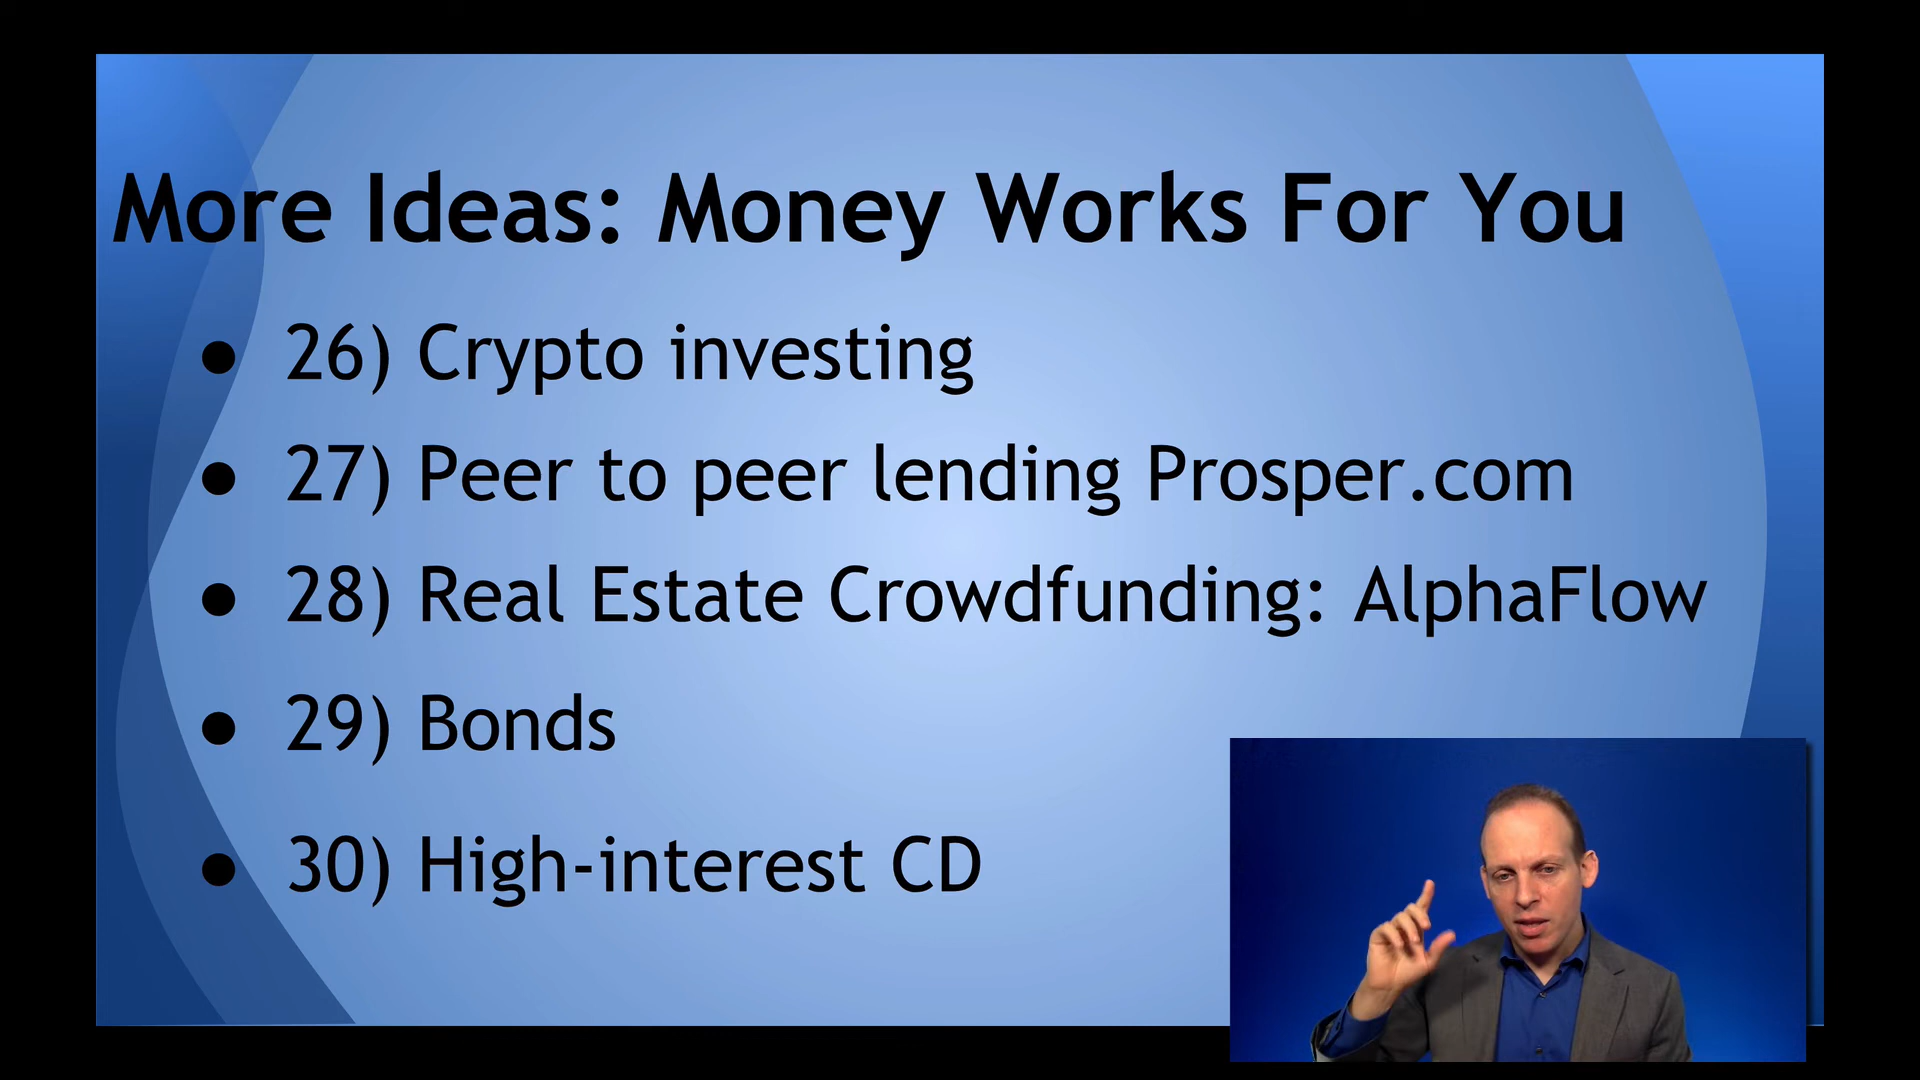 More Ideas: Money Works For You
● 26) Crypto investing
● 27) Peer to peer lending Prosper.com
● 28) Real Estate Crowdfunding: AlphaFlow
● 29) Bonds
● 30) High-interest CD